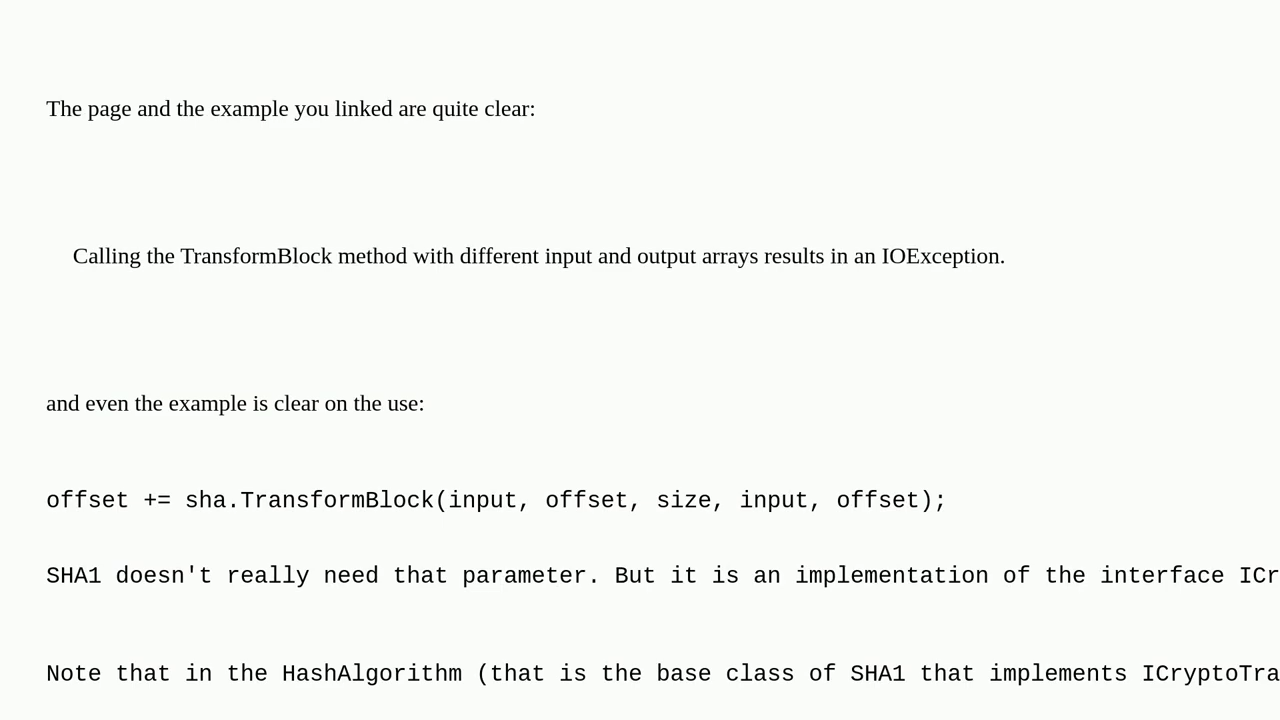 The page and the example you linked are quite clear:
Calling the TransformBlock method with different input and output arrays results in an IOException.
and even the example is clear on the use:
offset += sha.TransformBlock(input, offset, size, input, offset);
SHA1 doesn't really need that parameter. But it is an implementation of the interface ICr
Note that in the HashAlgorithm (that is the base class of SHA1 that implements ICryptoTra